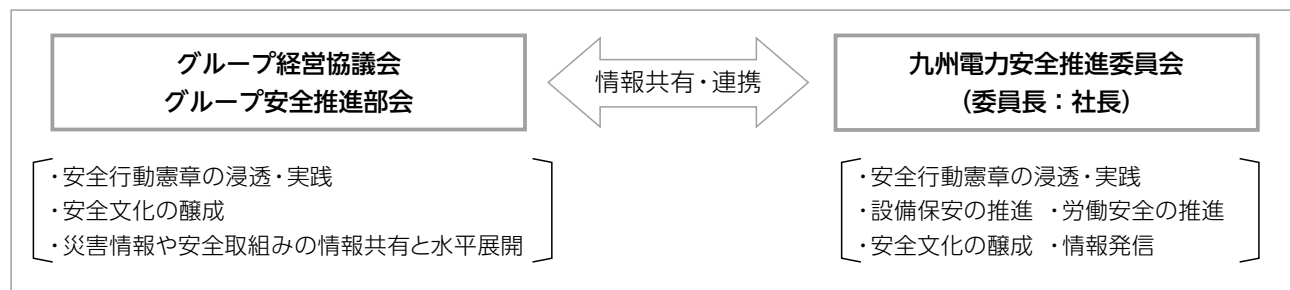 グループ経営協議会
グループ安全推進部会
情報共有・連携
九州電力安全推進委員会
（委員長：社長）
・安全行動憲章の浸透・実践
・安全文化の醸成
・災害情報や安全取組みの情報共有と水平展開
・安全行動憲章の浸透・実践
・設備保安の推進 ・労働安全の推進
・安全文化の醸成 ・情報発信